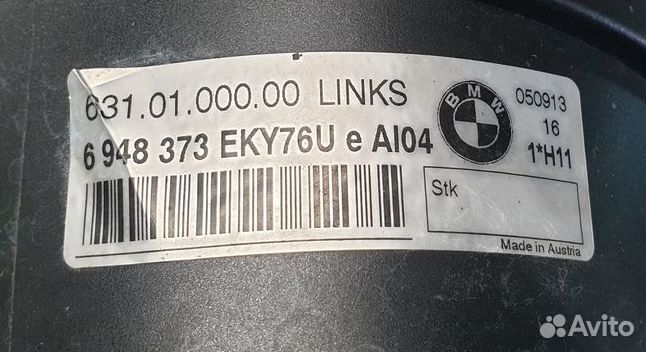 631.01.000.00 LINKS
6 948 373 EKY76U e AI04
BMW
050913
16
1*H11
Stk
Made in Austria
Avito